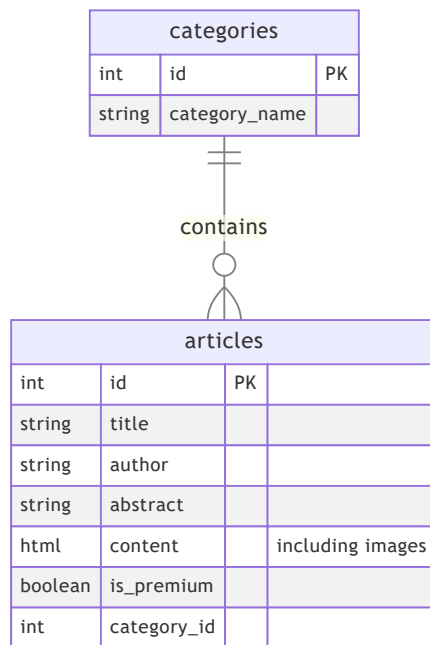 categories
int id PK
string category_name
contains
articles
int id PK
string title
string author
string abstract
html content including images
boolean is_premium
int category_id